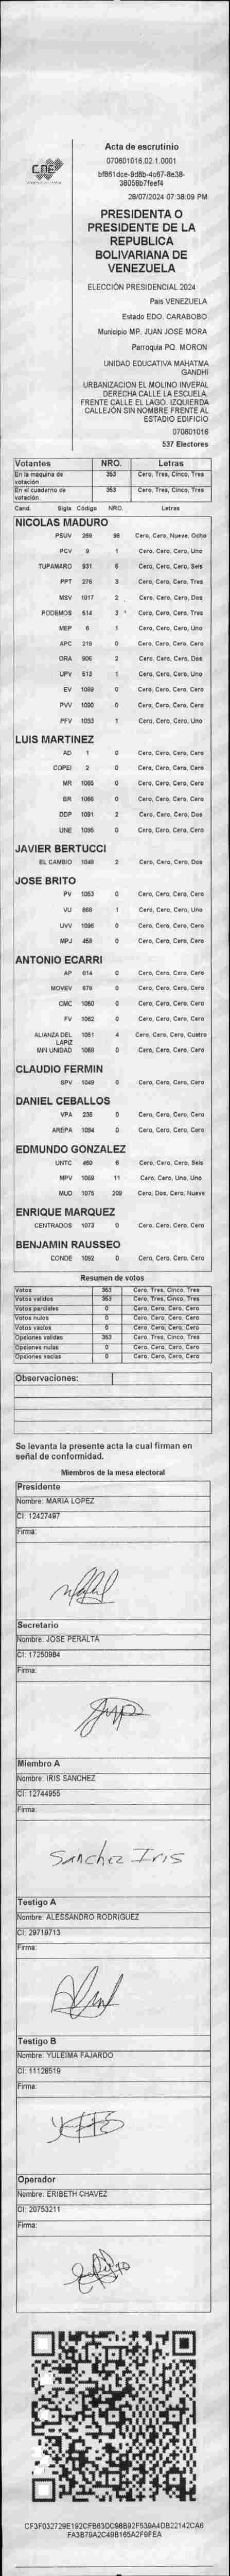 CNE
Acta de escrutinio
070601016.02.1.0001
bf861dce-9d8b-4c67-8e38-
36058b7feef4
28/07/2024 07:38:09 PM
PRESIDENTA O
PRESIDENTE DE LA
REPUBLICA
BOLIVARIANA DE
VENEZUELA
ELECCIÓN PRESIDENCIAL 2024
País VENEZUELA
Estado EDO. CARABOBO
Municipio MP. JUAN JOSE MORA
Parroquia PQ. MORON
UNIDAD EDUCATIVA MAHATMA
GANDHI
URBANIZACION EL MOLINO INVEPAL
DERECHA CALLE LA ESCUELA.
FRENTE CALLE EL LAGO. IZQUIERDA
CALLEJÓN SIN NOMBRE FRENTE AL
ESTADIO EDIFICIO
070601016
537 Electores
Votantes NRO. Letras
En la máquina de votación 353 Cero, Tres, Cinco, Tres
En el cuaderno de votación 353 Cero, Tres, Cinco, Tres
Cand. Sigla Código NRO. Letras
NICOLAS MADURO
PSUV 269 98 Cero, Cero, Nueve, Ocho
PCV 9 1 Cero, Cero, Cero, Uno
TUPAMARO 931 6 Cero, Cero, Cero, Seis
PPT 276 3 Cero, Cero, Cero, Tres
MSV 1017 2 Cero, Cero, Cero, Dos
PODEMOS 514 3 Cero, Cero, Cero, Tres
MEP 6 1 Cero, Cero, Cero, Uno
APC 219 0 Cero, Cero, Cero, Cero
ORA 906 2 Cero, Cero, Cero, Dos
UPV 513 1 Cero, Cero, Cero, Uno
EV 1089 0 Cero, Cero, Cero, Cero
PVV 1090 0 Cero, Cero, Cero, Cero
PFV 1093 1 Cero, Cero, Cero, Uno
LUIS MARTINEZ
AD 1 0 Cero, Cero, Cero, Cero
COPEI 2 0 Cero, Cero, Cero, Cero
MR 1065 0 Cero, Cero, Cero, Cero
BR 1066 0 Cero, Cero, Cero, Cero
DDP 1091 2 Cero, Cero, Cero, Dos
UNE 1095 0 Cero, Cero, Cero, Cero
JAVIER BERTUCCI
EL CAMBIO 1048 2 Cero, Cero, Cero, Dos
JOSE BRITO
PV 1053 0 Cero, Cero, Cero, Cero
VU 868 1 Cero, Cero, Cero, Uno
UVV 1096 0 Cero, Cero, Cero, Cero
MPJ 459 0 Cero, Cero, Cero, Cero
ANTONIO ECARRI
AP 814 0 Cero, Cero, Cero, Cero
MOVEV 978 0 Cero, Cero, Cero, Cero
CMC 1050 0 Cero, Cero, Cero, Cero
FV 1062 0 Cero, Cero, Cero, Cero
ALIANZA DEL LAPIZ 1051 4 Cero, Cero, Cero, Cuatro
MIN UNIDAD 1088 0 Cero, Cero, Cero, Cero
CLAUDIO FERMIN
SPV 1049 0 Cero, Cero, Cero, Cero
DANIEL CEBALLOS
VPA 236 0 Cero, Cero, Cero, Cero
AREPA 1094 0 Cero, Cero, Cero, Cero
EDMUNDO GONZALEZ
UNTC 460 6 Cero, Cero, Cero, Seis
MPV 1069 11 Cero, Cero, Uno, Uno
MUD 1075 209 Cero, Dos, Cero, Nueve
ENRIQUE MARQUEZ
CENTRADOS 1073 0 Cero, Cero, Cero, Cero
BENJAMIN RAUSSEO
CONDE 1092 0 Cero, Cero, Cero, Cero
Resumen de votos
Votos 353 Cero, Tres, Cinco, Tres
Votos validos 353 Cero, Tres, Cinco, Tres
Votos parciales 0 Cero, Cero, Cero, Cero
Votos nulos 0 Cero, Cero, Cero, Cero
Votos vacios 0 Cero, Cero, Cero, Cero
Opciones validas 353 Cero, Tres, Cinco, Tres
Opciones nulas 0 Cero, Cero, Cero, Cero
Opciones vacias 0 Cero, Cero, Cero, Cero
Observaciones:
Se levanta la presente acta la cual firman en
señal de conformidad.
Miembros de la mesa electoral
Presidente
Nombre: MARIA LOPEZ
CI: 12427497
Firma:
Secretario
Nombre: JOSE PERALTA
CI: 17250984
Firma:
Miembro A
Nombre: IRIS SANCHEZ
CI: 12744955
Firma:
Sanchez Iris
Testigo A
Nombre: ALESSANDRO RODRIGUEZ
CI: 29719713
Firma:
Testigo B
Nombre: YULEIMA FAJARDO
CI: 11128519
Firma:
Operador
Nombre: ERIBETH CHAVEZ
CI: 20753211
Firma:
CF3F032729E192CFB63DC98B92F539A4DB22142CA6
FA3B79A2C49B165A2F9FEA